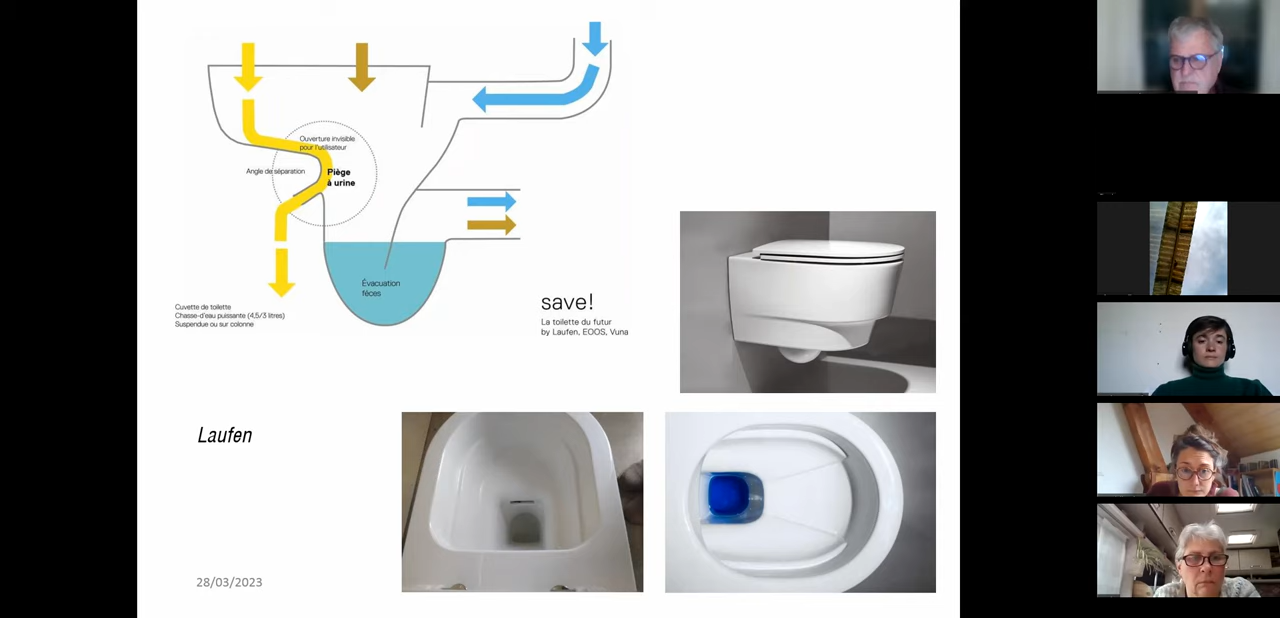 Ouverture invisible
pour l'utilisateur
Angle de séparation
Piège
à urine
Évacuation
fèces
Cuvette de toilette
Chasse-d'eau puissante (4,5/3 litres)
Suspendue ou sur colonne
save!
La toilette du futur
by Laufen, EOOS, Vuna
Laufen
28/03/2023